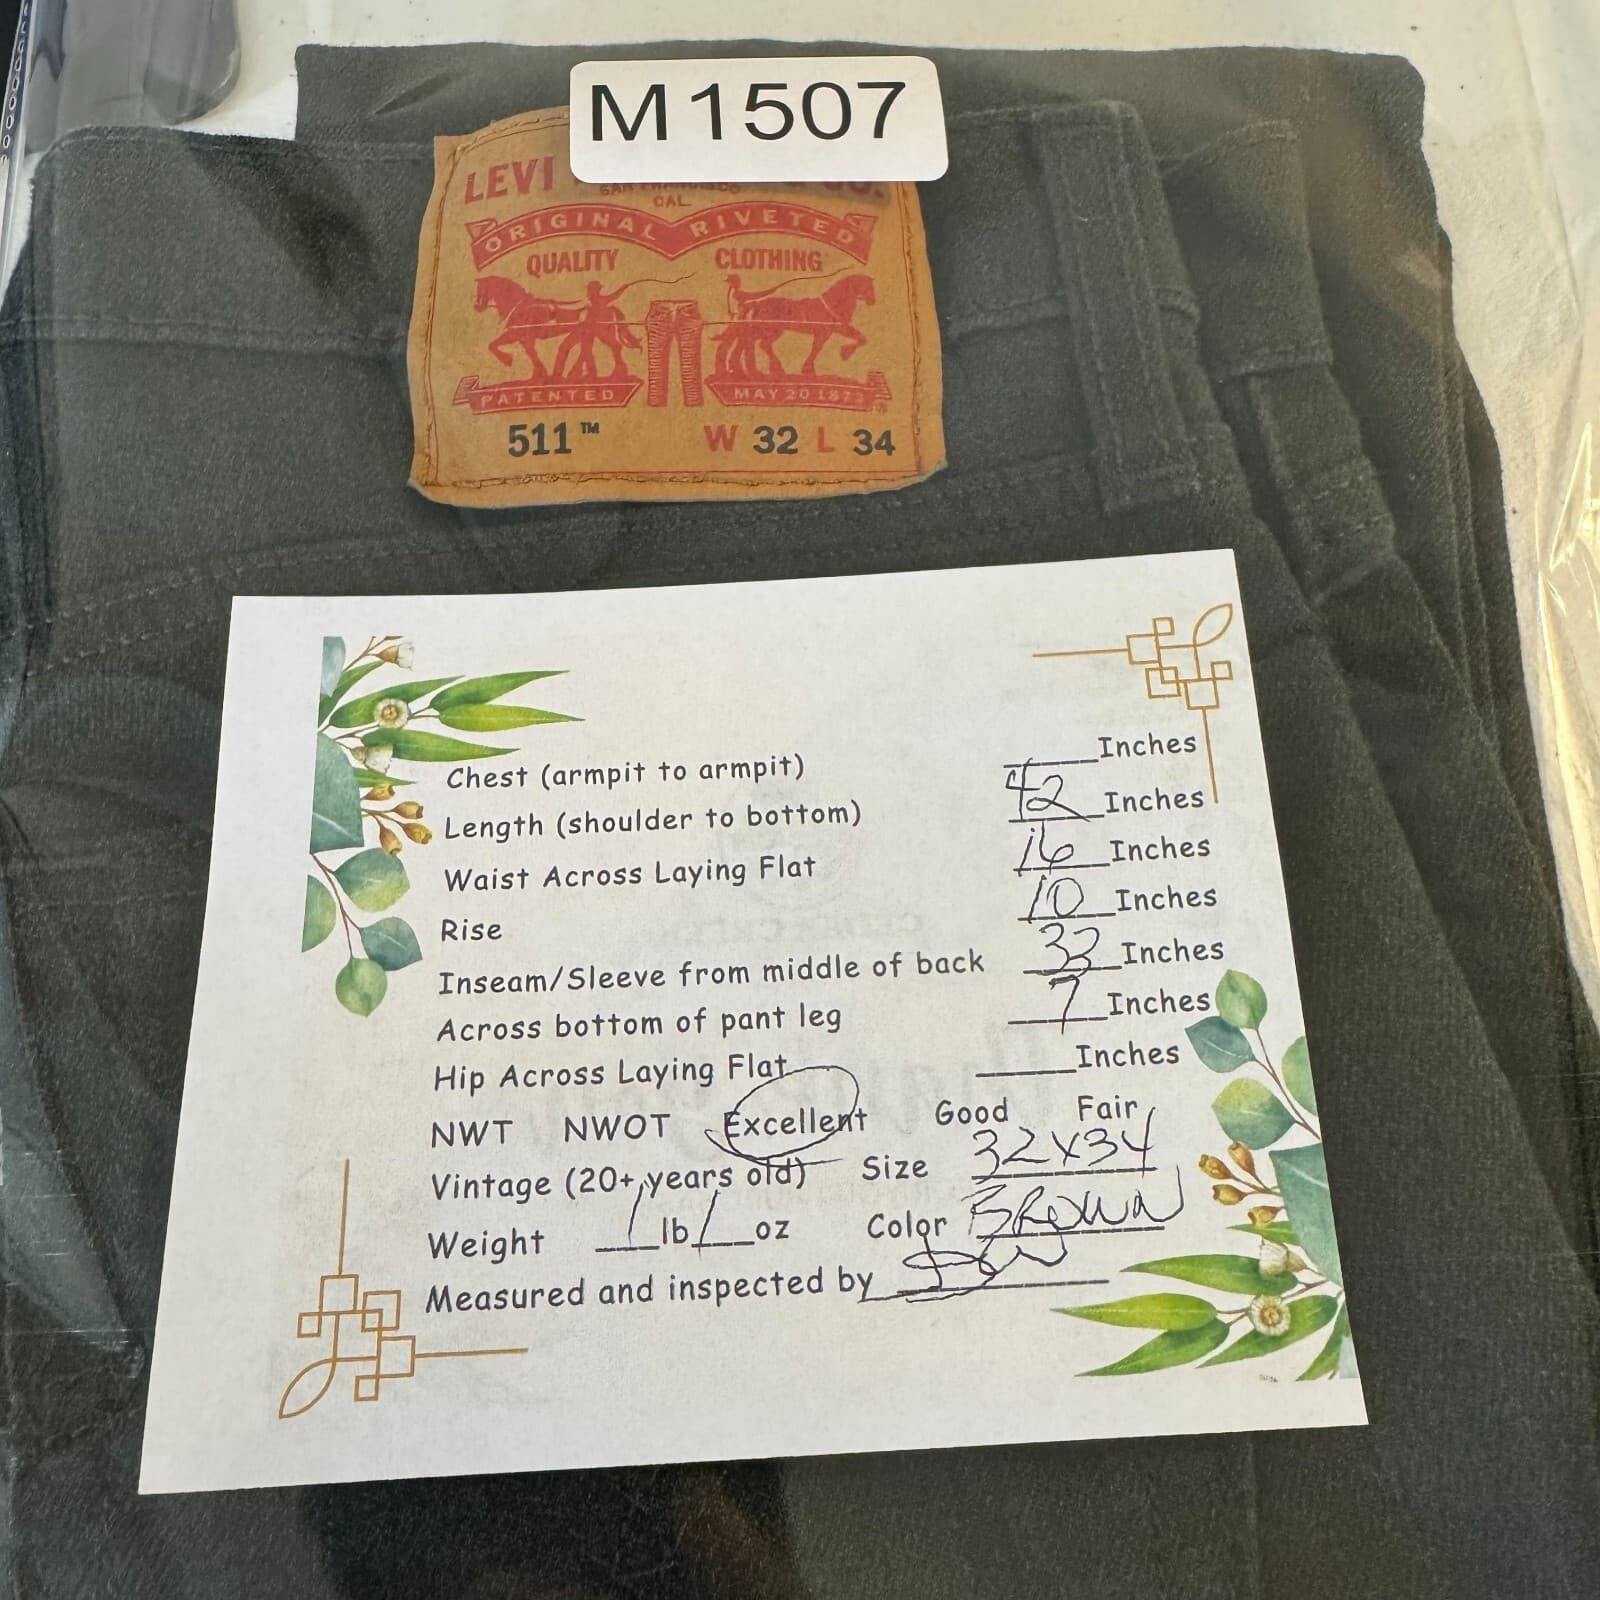 M1507
LEVI
CAL.
ORIGINAL RIVETED
QUALITY CLOTHING
PATENTED MAY 20 1873
511™ W 32 L 34
Chest (armpit to armpit) ____Inches
Length (shoulder to bottom) 42 Inches
Waist Across Laying Flat 16 Inches
Rise 10 Inches
Inseam/Sleeve from middle of back 33 Inches
Across bottom of pant leg 7 Inches
Hip Across Laying Flat ____Inches
NWT NWOT Excellent Good Fair
Vintage (20+ years old) Size 32x34
Weight 1 lb 1 oz Color BROWN
Measured and inspected by